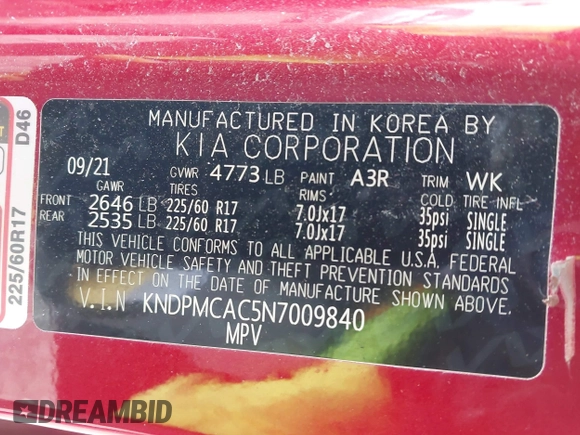 MANUFACTURED IN KOREA BY
KIA CORPORATION
09/21 GVWR 4773 LB PAINT A3R TRIM WK
GAWR TIRES RIMS COLD TIRE INFL
FRONT 2646 LB 225/60 R17 7.0Jx17 35psi SINGLE
REAR 2535 LB 225/60 R17 7.0Jx17 35psi SINGLE
THIS VEHICLE CONFORMS TO ALL APPLICABLE U.S.A. FEDERAL
MOTOR VEHICLE SAFETY AND THEFT PREVENTION STANDARDS
IN EFFECT ON THE DATE OF MANUFACTURE SHOWN ABOVE.
V.I.N KNDPMCAC5N7009840
MPV
D46
225/60R17
DREAMBID